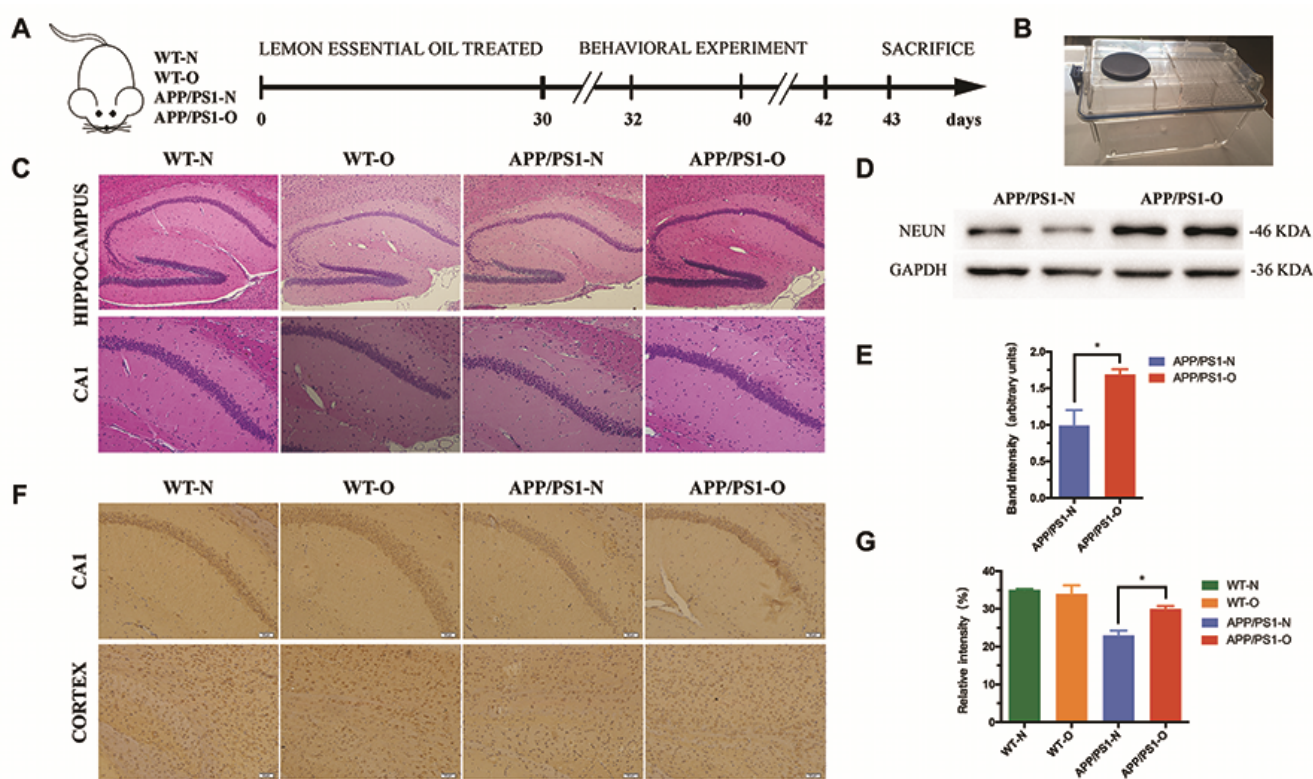 A
WT-N
WT-O
APP/PS1-N
APP/PS1-O
LEMON ESSENTIAL OIL TREATED
BEHAVIORAL EXPERIMENT
SACRIFICE
0
30
32
40
42
43
days
B
C
WT-N
WT-O
APP/PS1-N
APP/PS1-O
HIPPOCAMPUS
CA1
D
APP/PS1-N
APP/PS1-O
NEUN
-46 KDA
GAPDH
-36 KDA
E
Band Intensity (arbitrary units)
2.0
1.5
1.0
0.5
0.0
*
APP/PS1-N
APP/PS1-O
APP/PS1-N
APP/PS1-O
F
WT-N
WT-O
APP/PS1-N
APP/PS1-O
CA1
CORTEX
G
Relative intensity (%)
40
30
20
10
0
*
WT-N
WT-O
APP/PS1-N
APP/PS1-O
WT-N
WT-O
APP/PS1-N
APP/PS1-O